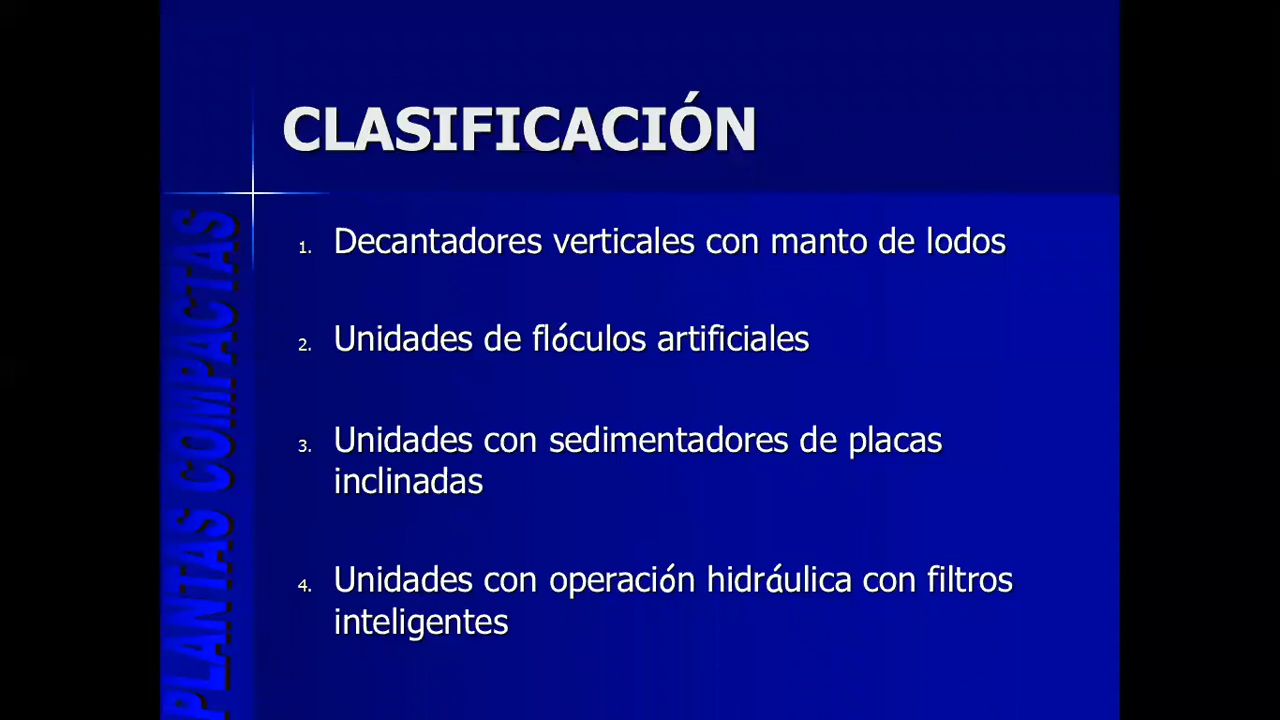 CLASIFICACIÓN
PLANTAS COMPACTAS
1. Decantadores verticales con manto de lodos
2. Unidades de flóculos artificiales
3. Unidades con sedimentadores de placas
inclinadas
4. Unidades con operación hidráulica con filtros
inteligentes